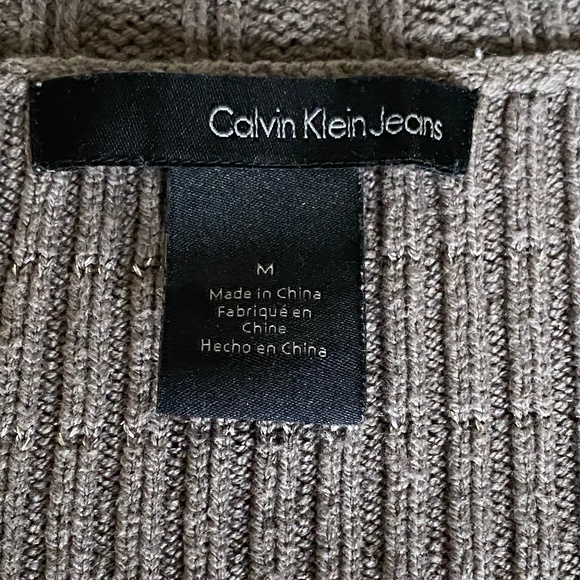 Calvin Klein Jeans
M
Made in China
Fabriqué en
Chine
Hecho en China